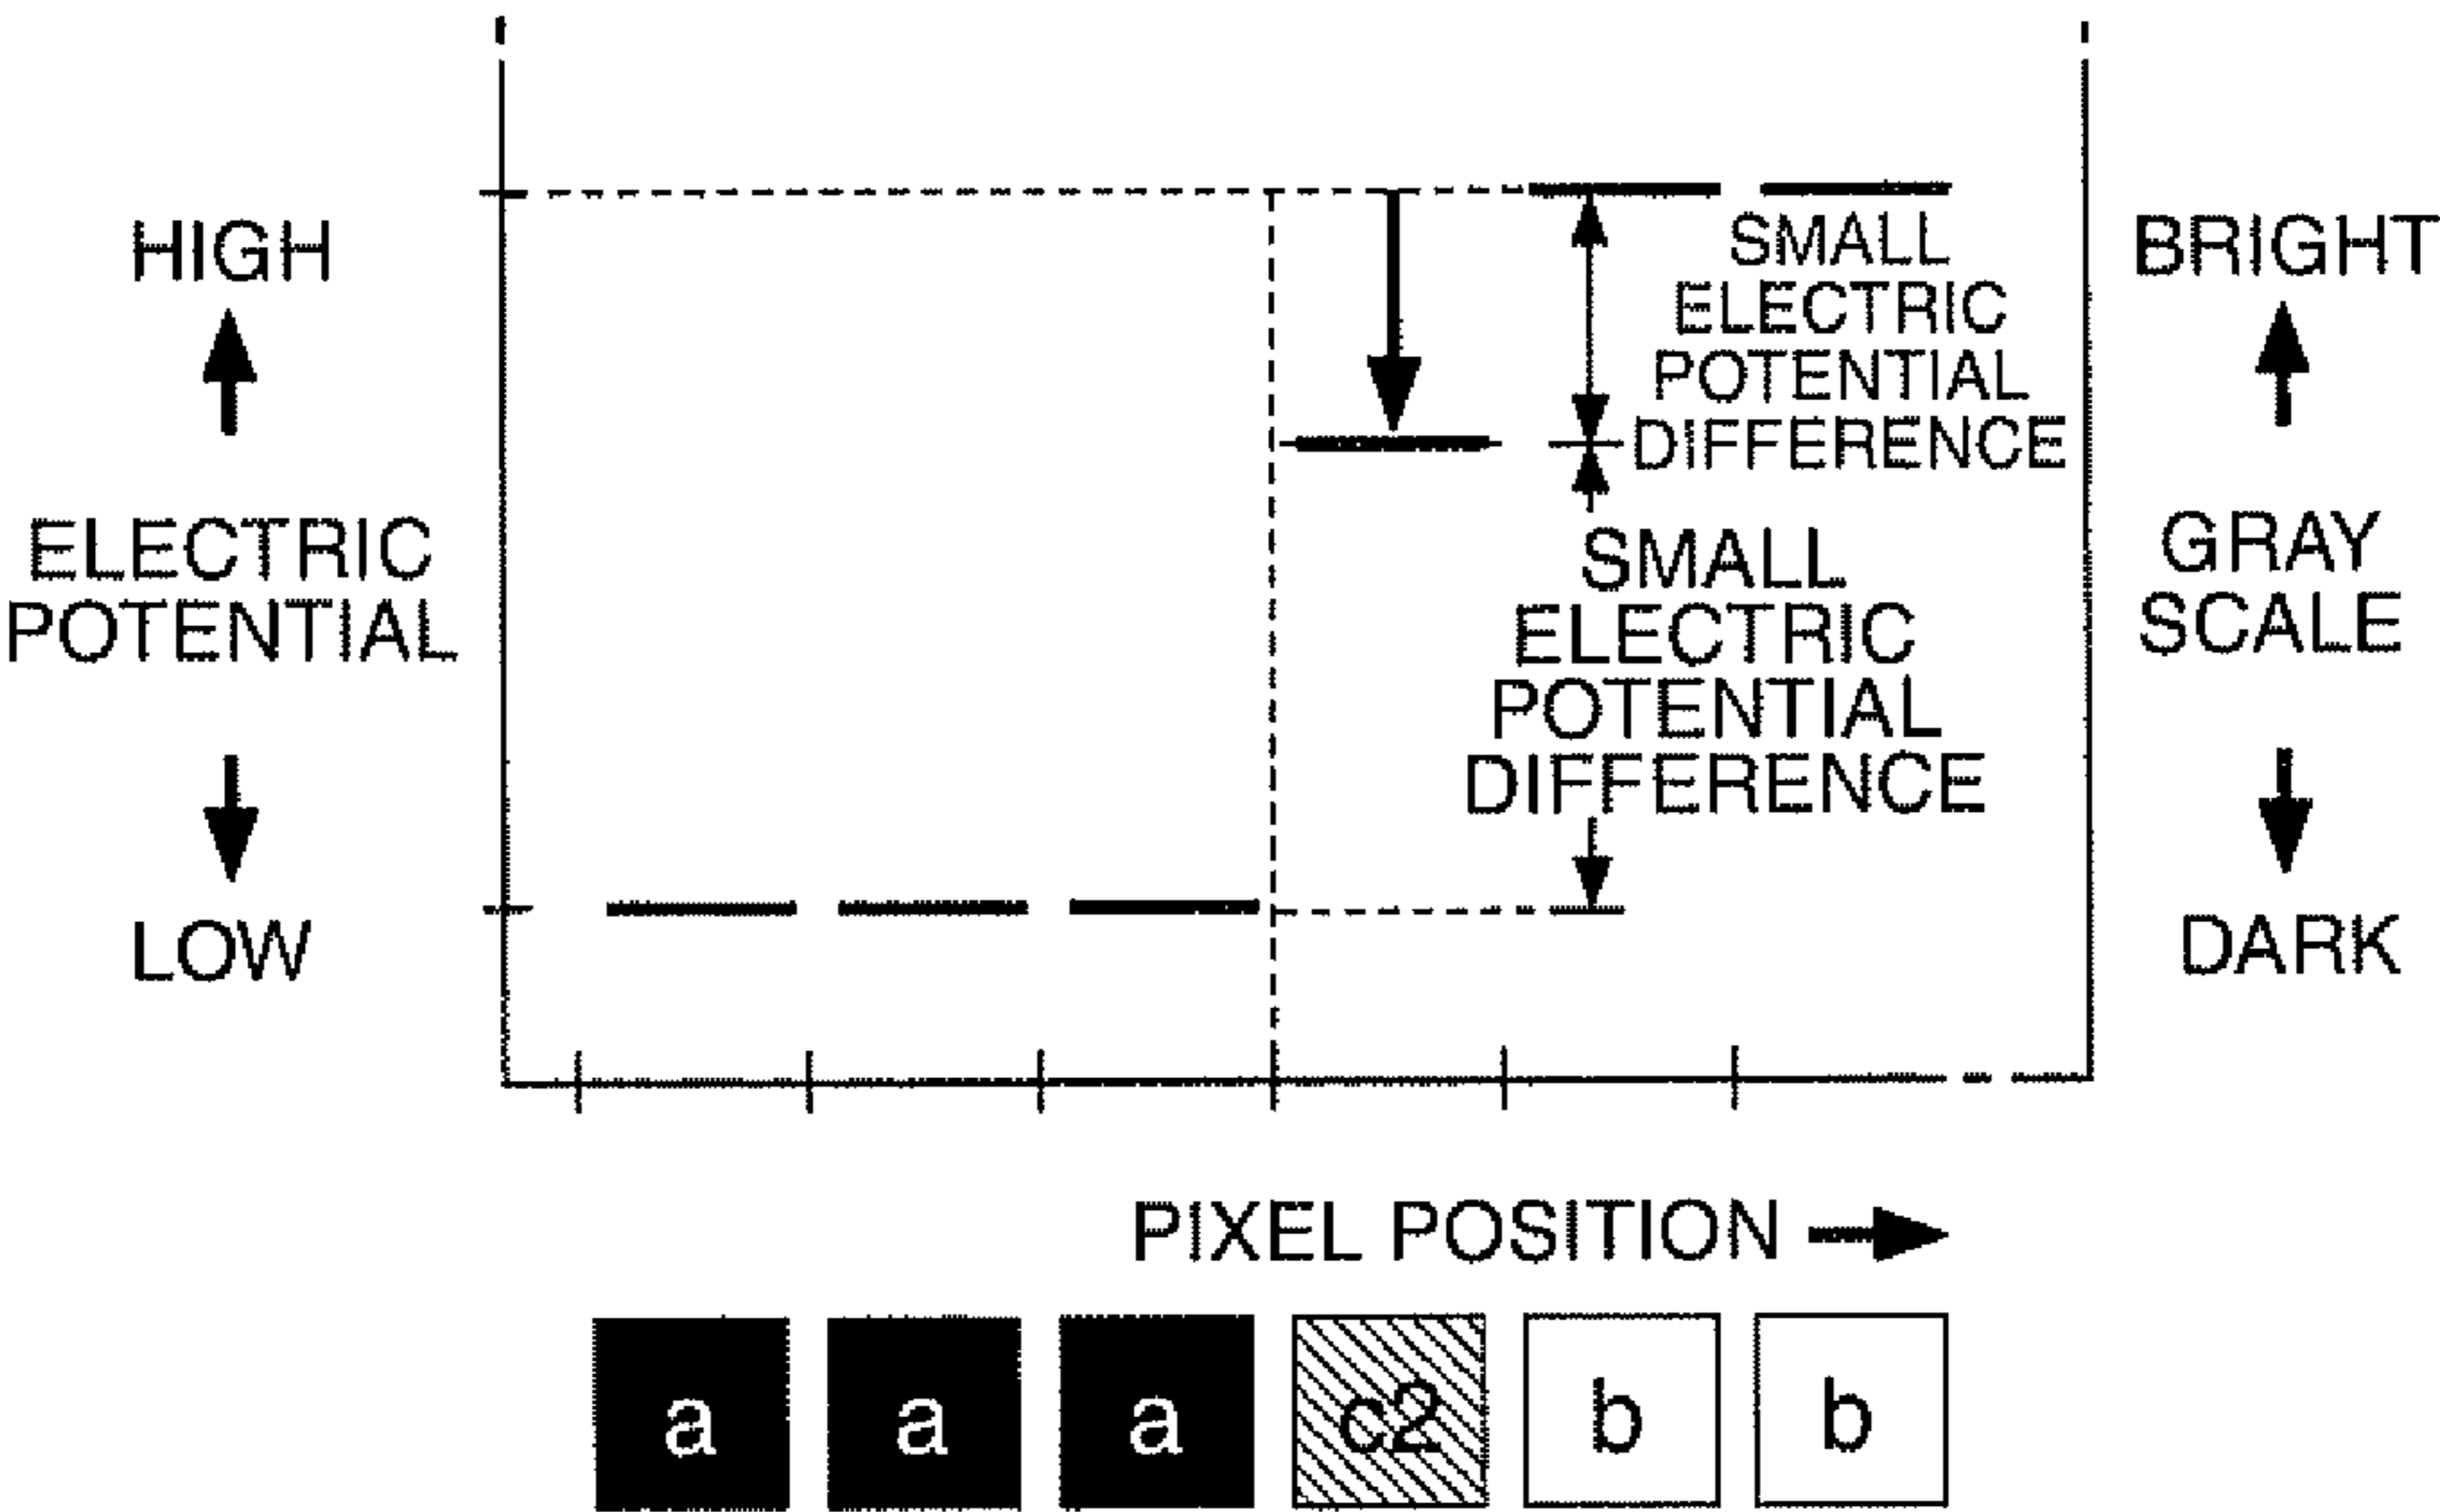 HIGH
ELECTRIC
POTENTIAL
LOW
SMALL
ELECTRIC
POTENTIAL
DIFFERENCE
SMALL
ELECTRIC
POTENTIAL
DIFFERENCE
BRIGHT
GRAY
SCALE
DARK
PIXEL POSITION
a a a c2 b b